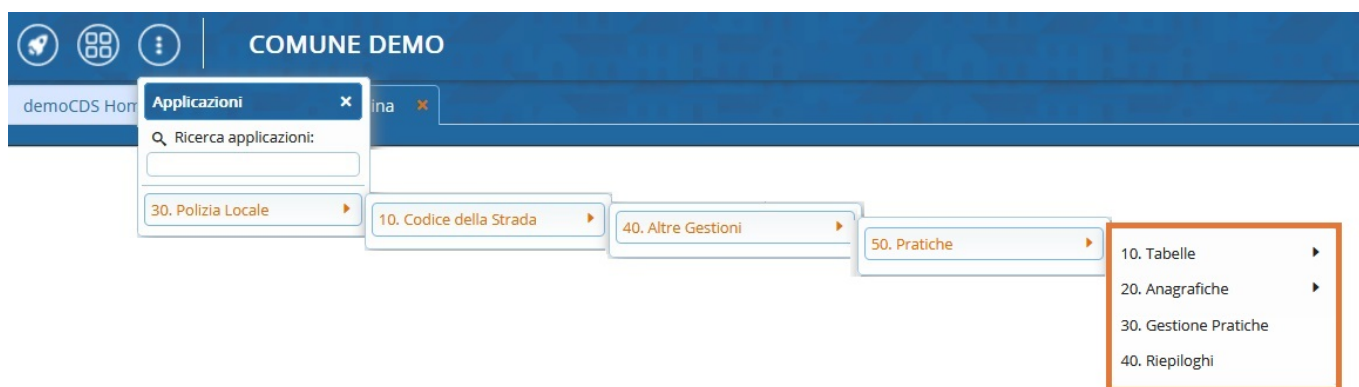 COMUNE DEMO
demoCDS Hom
Applicazioni
ina
Ricerca applicazioni:
30. Polizia Locale
10. Codice della Strada
40. Altre Gestioni
50. Pratiche
10. Tabelle
20. Anagrafiche
30. Gestione Pratiche
40. Riepiloghi